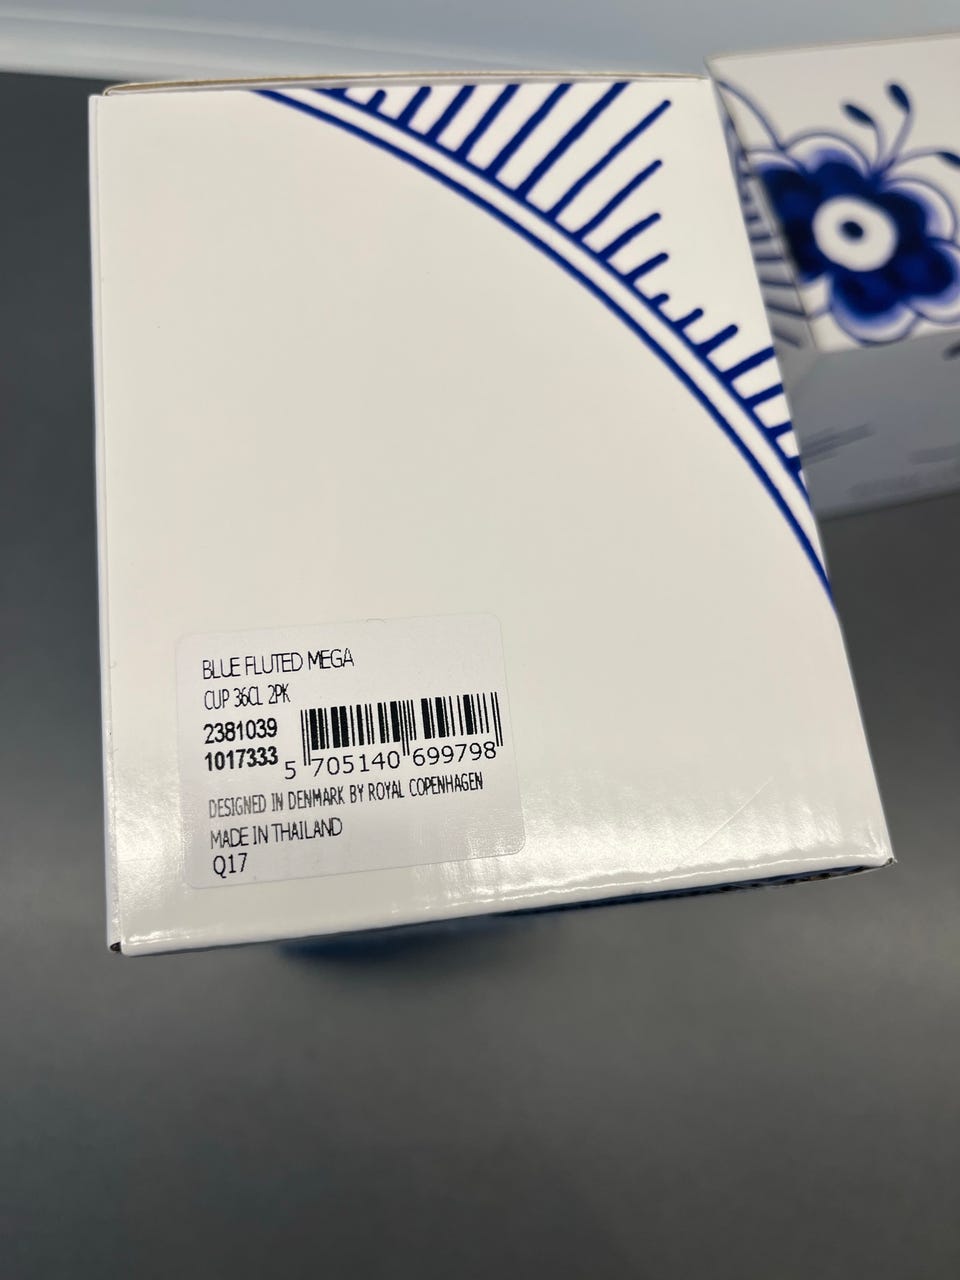 BLUE FLUTED MEGA
CUP 36CL 2PK
2381039
1017333
5 705140 699798
DESIGNED IN DENMARK BY ROYAL COPENHAGEN
MADE IN THAILAND
Q17